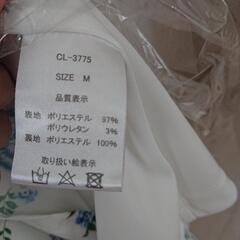 CL-3775
SIZE M
品質表示
表地 ポリエステル 97%
ポリウレタン 3%
裏地 ポリエステル 100%
取り扱い絵表示